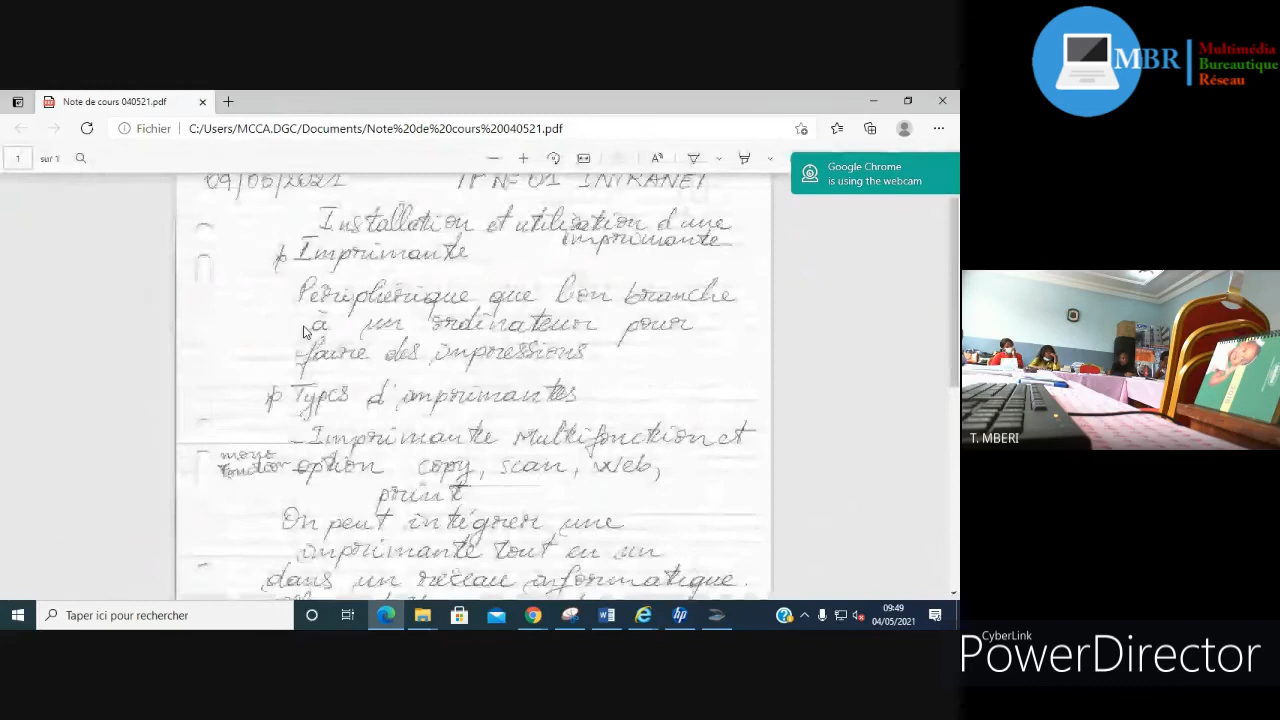 Note de cours 040521.pdf
Fichier
C:/Users/MCCA.DGC/Documents/Note%20de%20cours%20040521.pdf
1 sur 1
Google Chrome
is using the webcam
04/05/2021 TP N° 01 INTRANET
Installation et utilisation d'une
imprimante
Imprimante
Périphérique que l'on branche
à un ordinateur pour
faire des impressions
Types d'imprimantes
- Imprimante Multifonction et
option copy, scan, web,
print
On peut intégrer une
imprimante tout en un
dans un réseau informatique.
Taper ici pour rechercher
09:49
04/05/2021
MBR
Multimédia
Bureautique
Réseau
T. MBERI
CyberLink
PowerDirector